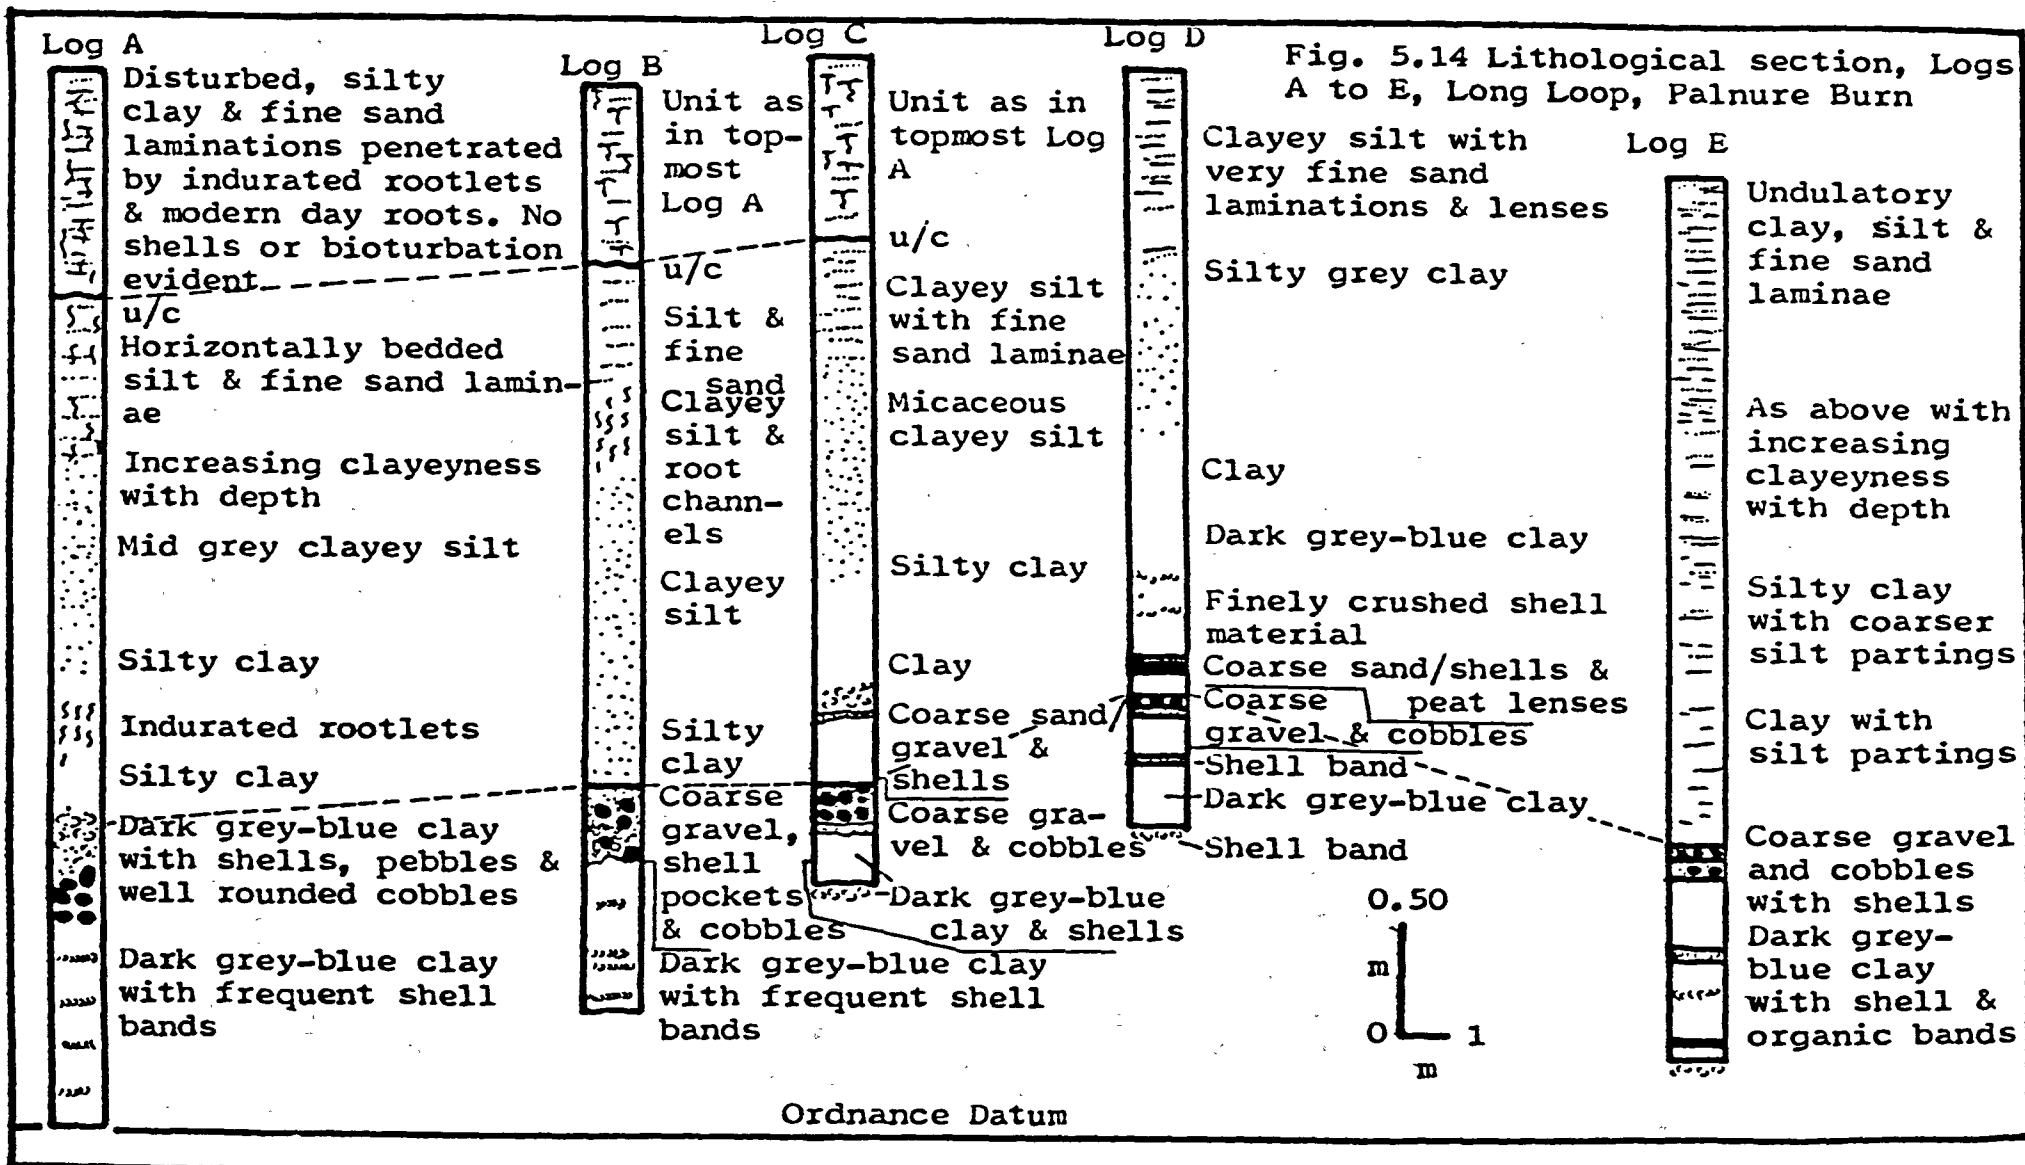 Fig. 5.14 Lithological section, Logs
A to E, Long Loop, Palnure Burn
Log A
Disturbed, silty
clay & fine sand
laminations penetrated
by indurated rootlets
& modern day roots. No
shells or bioturbation
evident
u/c
Horizontally bedded
silt & fine sand lamin-
ae
Increasing clayeyness
with depth
Mid grey clayey silt
Silty clay
Indurated rootlets
Silty clay
Dark grey-blue clay
with shells, pebbles &
well rounded cobbles
Dark grey-blue clay
with frequent shell
bands
Log B
Unit as
in top-
most
Log A
u/c
Silt &
fine
sand
Clayey
silt &
root
chann-
els
Clayey
silt
Silty
clay
Coarse
gravel,
shell
pockets
& cobbles
Dark grey-blue clay
with frequent shell
bands
Log C
Unit as in
topmost Log
A
u/c
Clayey silt
with fine
sand laminae
Micaceous
clayey silt
Silty clay
Clay
Coarse sand
gravel &
shells
Coarse gra-
vel & cobbles
Dark grey-blue
clay & shells
Log D
Clayey silt with
very fine sand
laminations & lenses
Silty grey clay
Clay
Dark grey-blue clay
Finely crushed shell
material
Coarse sand/shells &
peat lenses
Coarse
gravel & cobbles
Shell band
Dark grey-blue clay
Shell band
Log E
Undulatory
clay, silt &
fine sand
laminae
As above with
increasing
clayeyness
with depth
Silty clay
with coarser
silt partings
Clay with
silt partings
Coarse gravel
and cobbles
with shells
Dark grey-
blue clay
with shell &
organic bands
0.50
m
0 1
m
Ordnance Datum